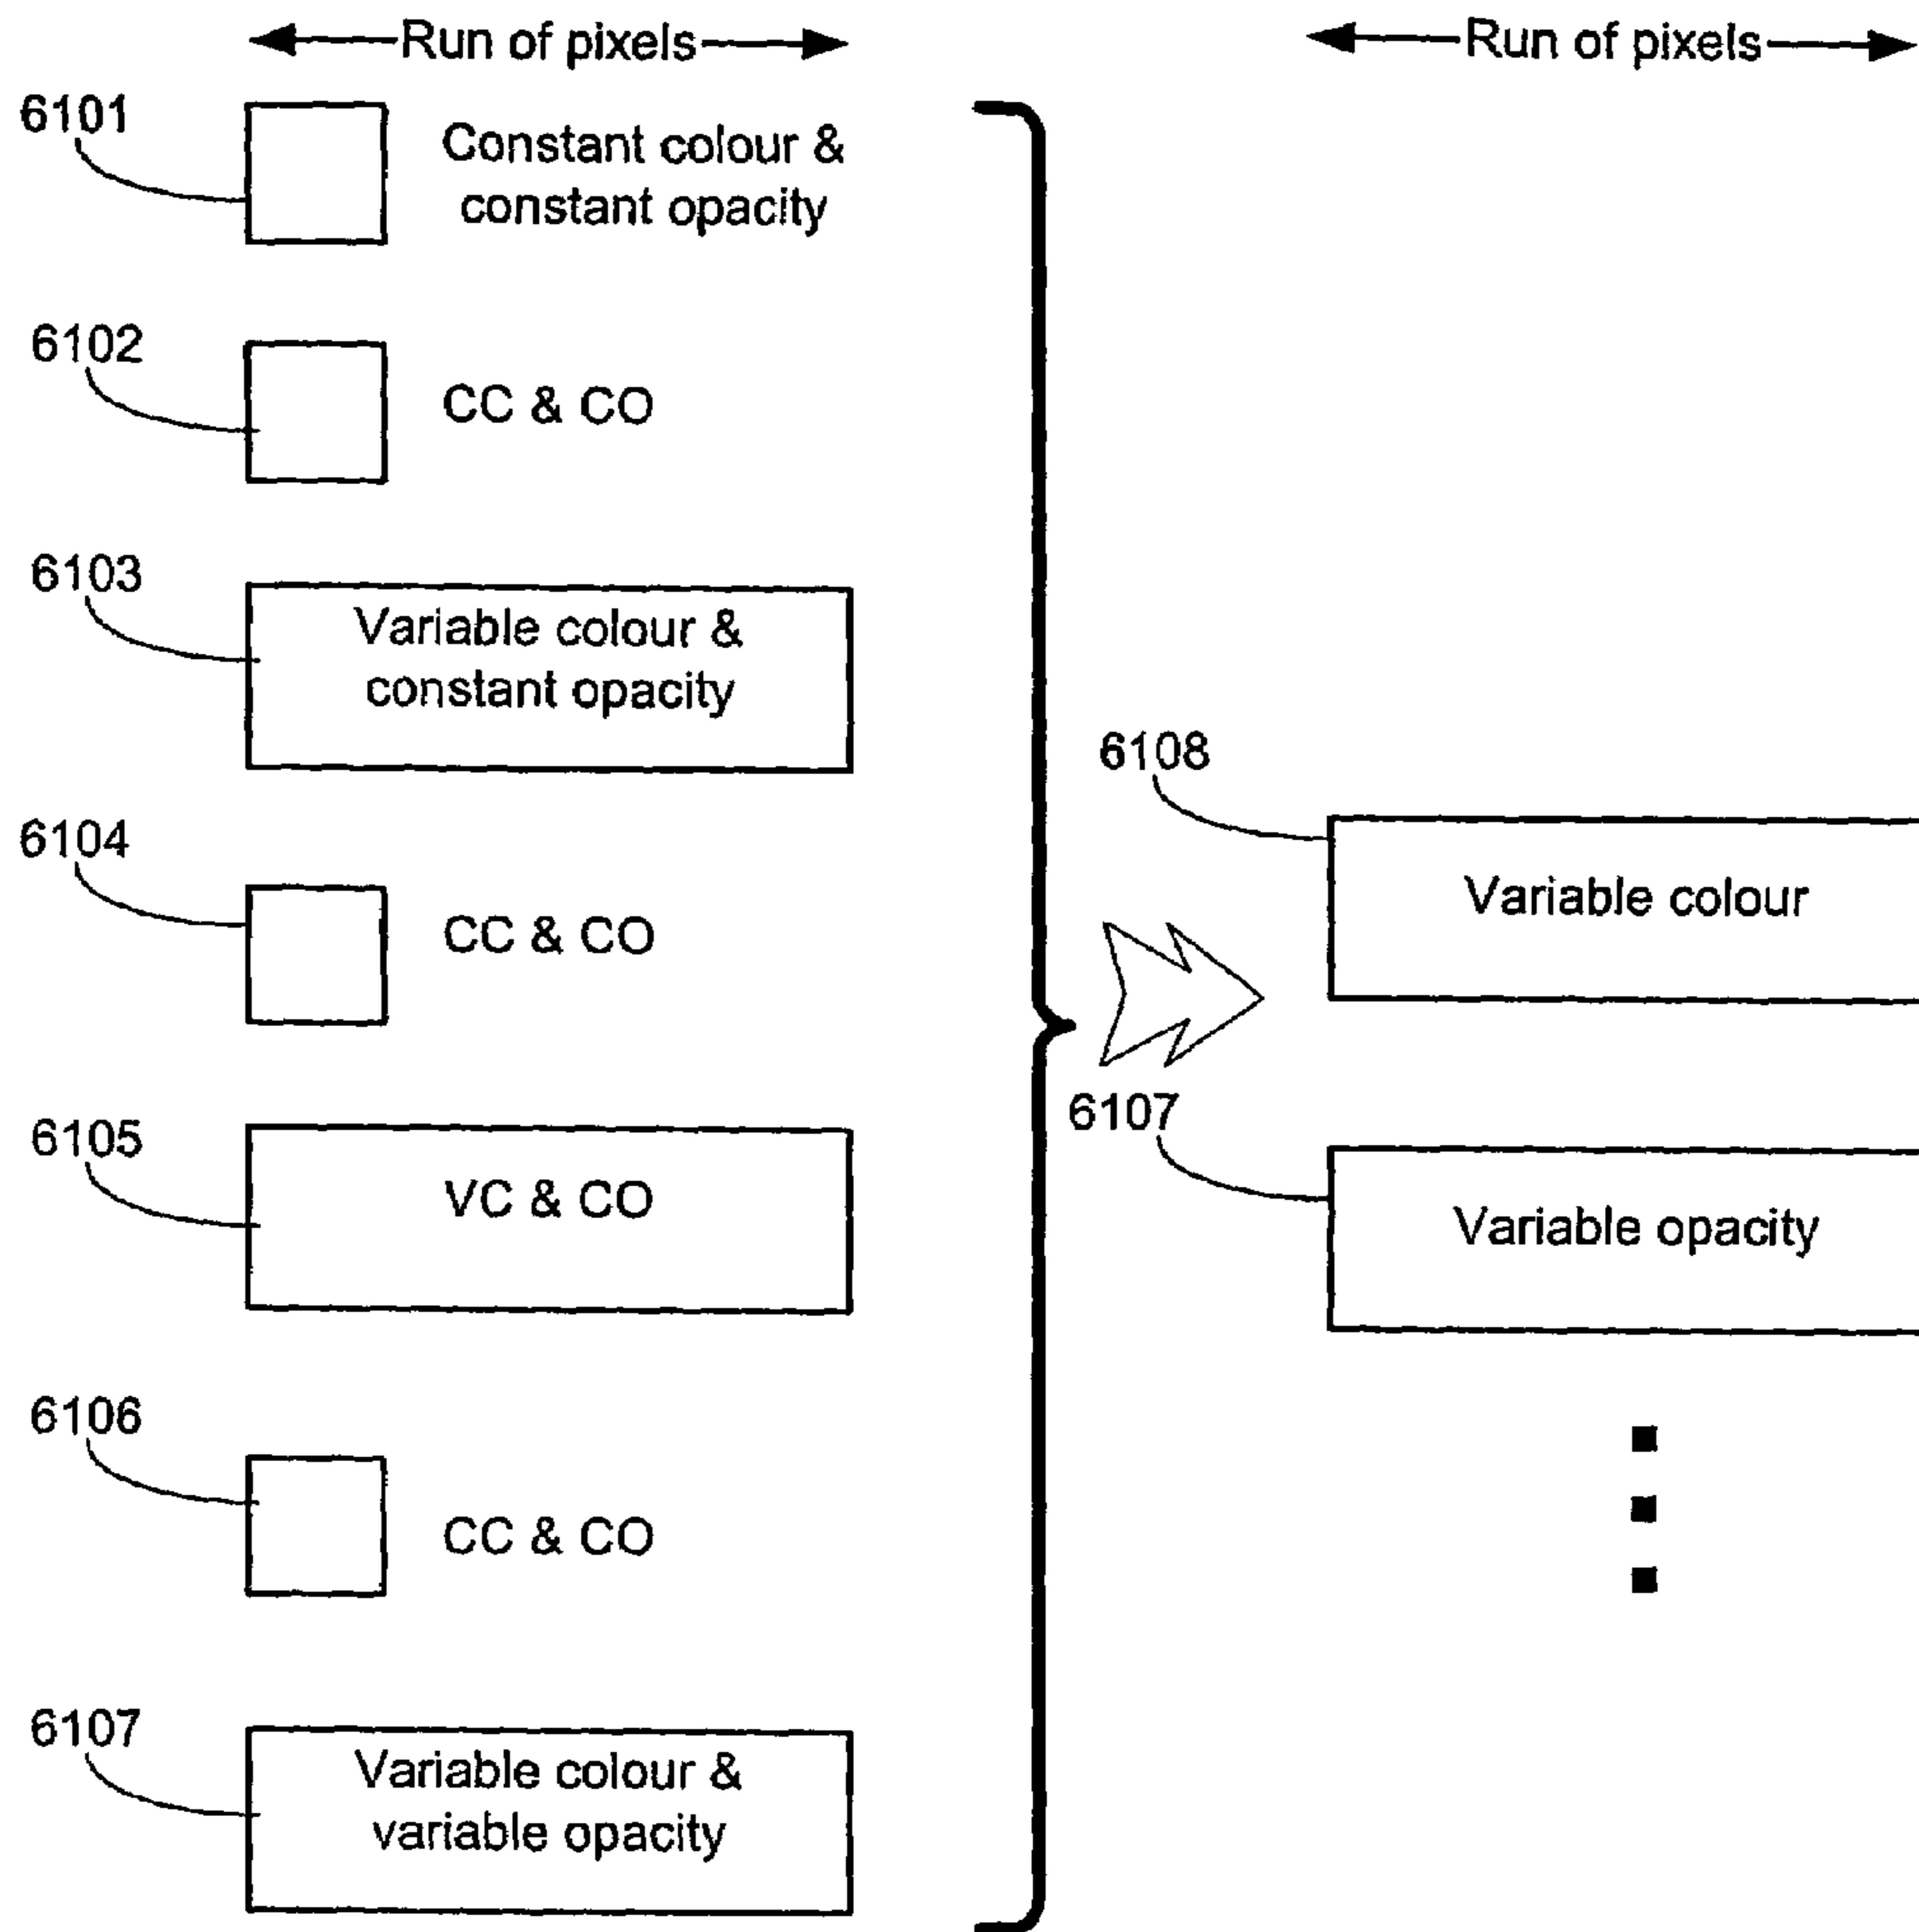 Run of pixels
6101
Constant colour &
constant opacity
6102
CC & CO
6103
Variable colour &
constant opacity
6104
CC & CO
6105
VC & CO
6106
CC & CO
6107
Variable colour &
variable opacity
Run of pixels
6108
Variable colour
6107
Variable opacity